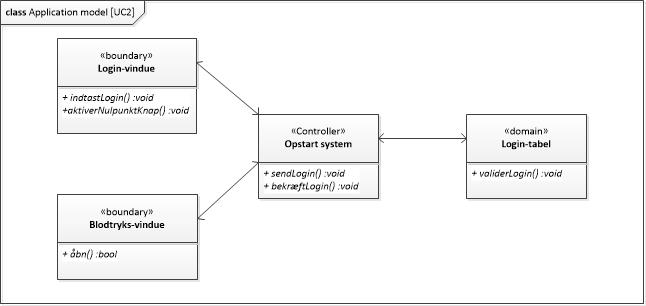 class Application model [UC2]
«boundary»
Login-vindue
+ indtastLogin() :void
+aktiverNulpunktKnap() :void
«Controller»
Opstart system
+ sendLogin() :void
+ bekræftLogin() :void
«domain»
Login-tabel
+ validerLogin() :void
«boundary»
Blodtryks-vindue
+ åbn() :bool